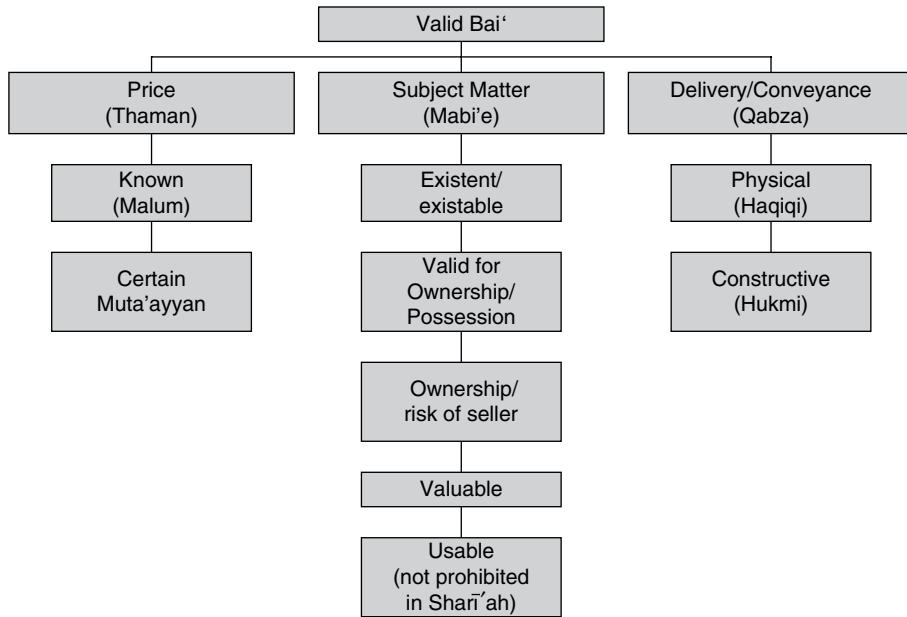 Valid Bai‘
Price
(Thaman)
Subject Matter
(Mabi’e)
Delivery/Conveyance
(Qabza)
Known
(Malum)
Existent/
existable
Physical
(Haqiqi)
Certain
Muta’ayyan
Valid for
Ownership/
Possession
Constructive
(Hukmi)
Ownership/
risk of seller
Valuable
Usable
(not prohibited
in Sharī´ah)